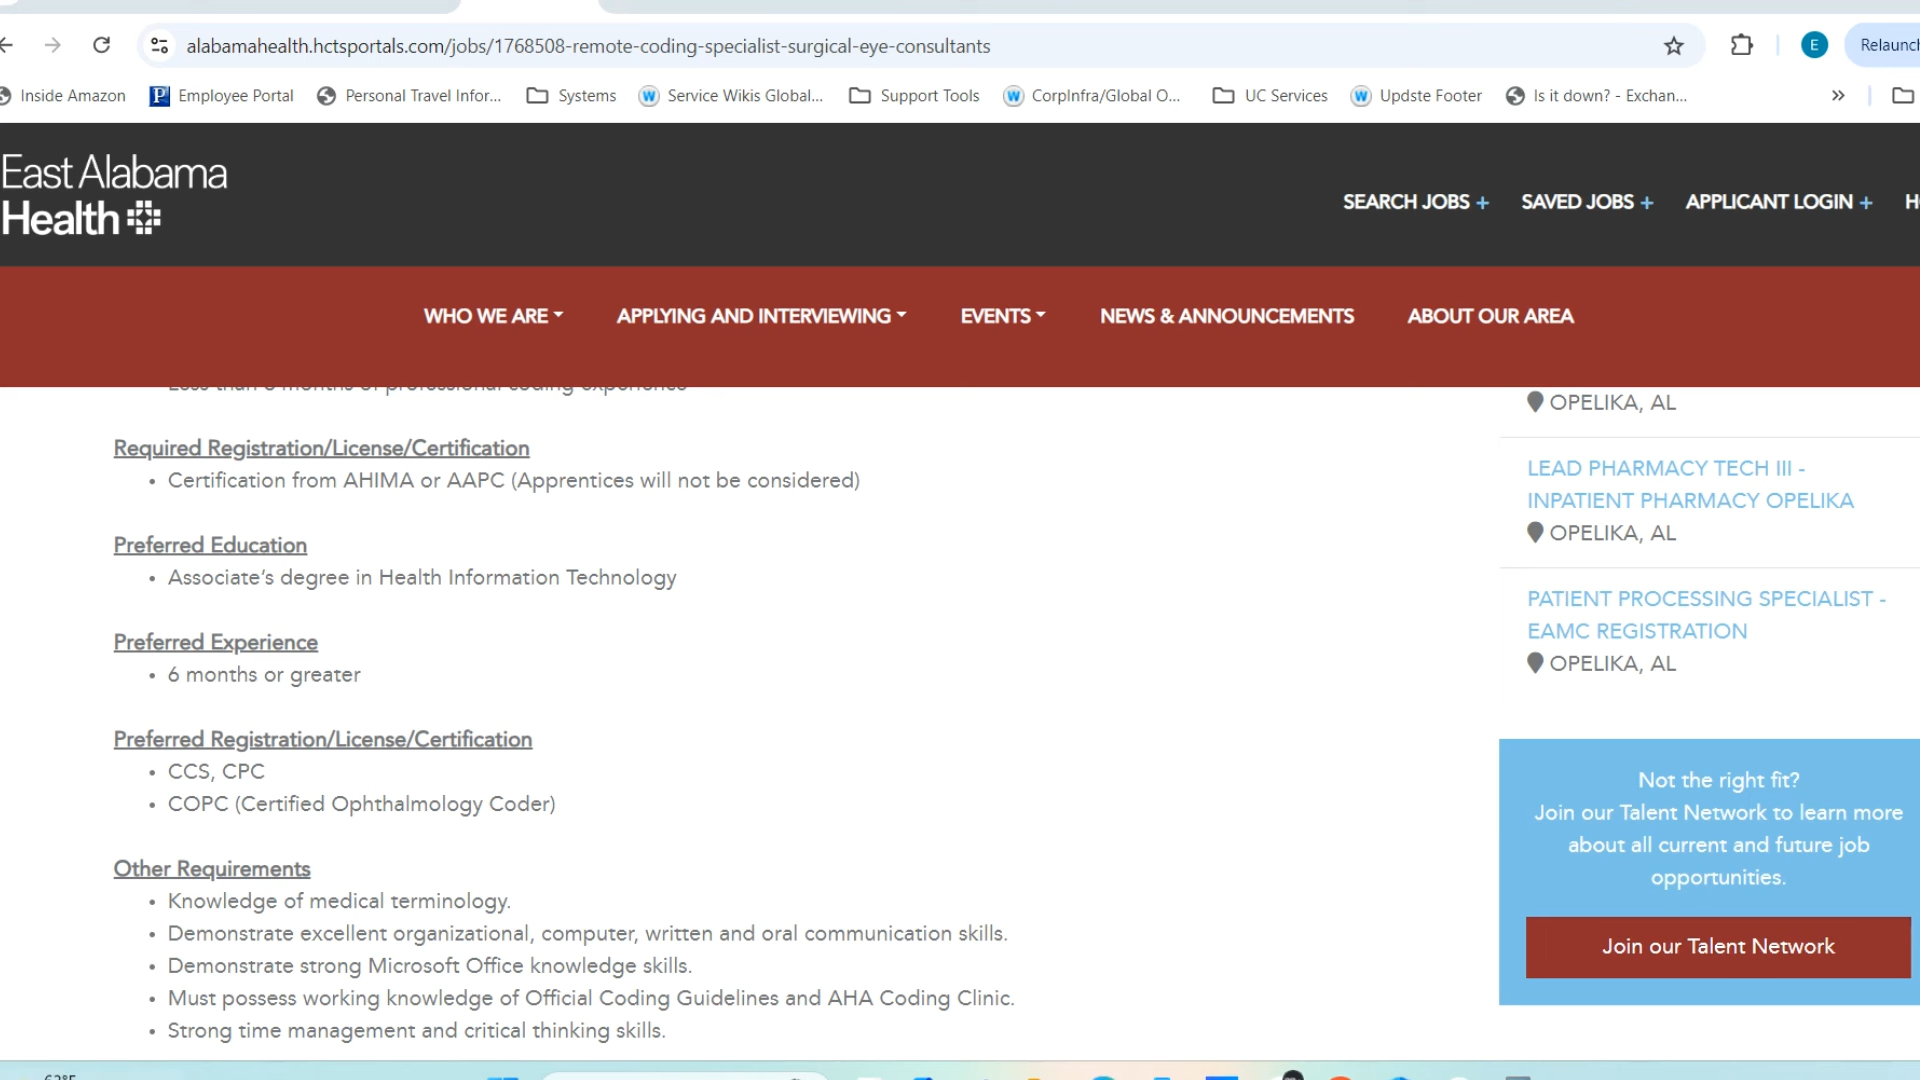 alabamahealth.hctsportals.com/jobs/1768508-remote-coding-specialist-surgical-eye-consultants
E
Relaunch
Inside Amazon
Employee Portal
Personal Travel Infor...
Systems
Service Wikis Global...
Support Tools
CorpInfra/Global O...
UC Services
Updste Footer
Is it down? - Exchan...
East Alabama
Health
SEARCH JOBS +
SAVED JOBS +
APPLICANT LOGIN +
WHO WE ARE
APPLYING AND INTERVIEWING
EVENTS
NEWS & ANNOUNCEMENTS
ABOUT OUR AREA
Less than 6 months of professional coding experience
Required Registration/License/Certification
• Certification from AHIMA or AAPC (Apprentices will not be considered)
Preferred Education
• Associate’s degree in Health Information Technology
Preferred Experience
• 6 months or greater
Preferred Registration/License/Certification
• CCS, CPC
• COPC (Certified Ophthalmology Coder)
Other Requirements
• Knowledge of medical terminology.
• Demonstrate excellent organizational, computer, written and oral communication skills.
• Demonstrate strong Microsoft Office knowledge skills.
• Must possess working knowledge of Official Coding Guidelines and AHA Coding Clinic.
• Strong time management and critical thinking skills.
OPELIKA, AL
LEAD PHARMACY TECH III -
INPATIENT PHARMACY OPELIKA
OPELIKA, AL
PATIENT PROCESSING SPECIALIST -
EAMC REGISTRATION
OPELIKA, AL
Not the right fit?
Join our Talent Network to learn more
about all current and future job
opportunities.
Join our Talent Network